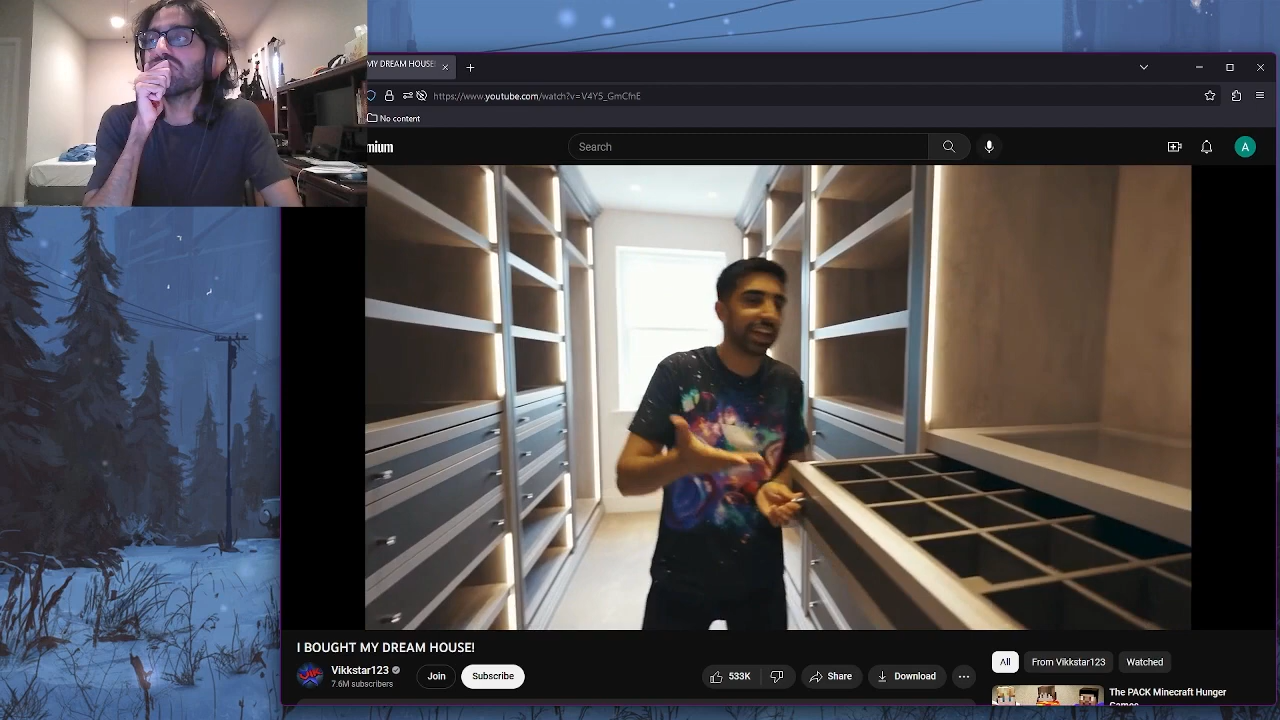 MY DREAM HOUSE!
https://www.youtube.com/watch?v=V4YS_GmCfnE
No content
mium
Search
A
I BOUGHT MY DREAM HOUSE!
Vikkstar123
7.6M subscribers
Join
Subscribe
533K
Share
Download
All
From Vikkstar123
Watched
The PACK Minecraft Hunger